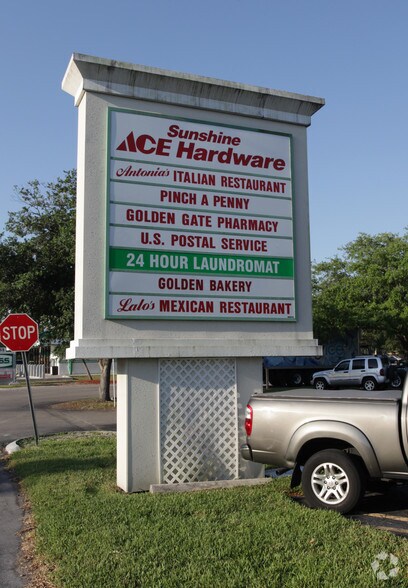 Sunshine
ACE Hardware
Antonia's ITALIAN RESTAURANT
PINCH A PENNY
GOLDEN GATE PHARMACY
U.S. POSTAL SERVICE
24 HOUR LAUNDROMAT
GOLDEN BAKERY
Lalo's MEXICAN RESTAURANT
STOP